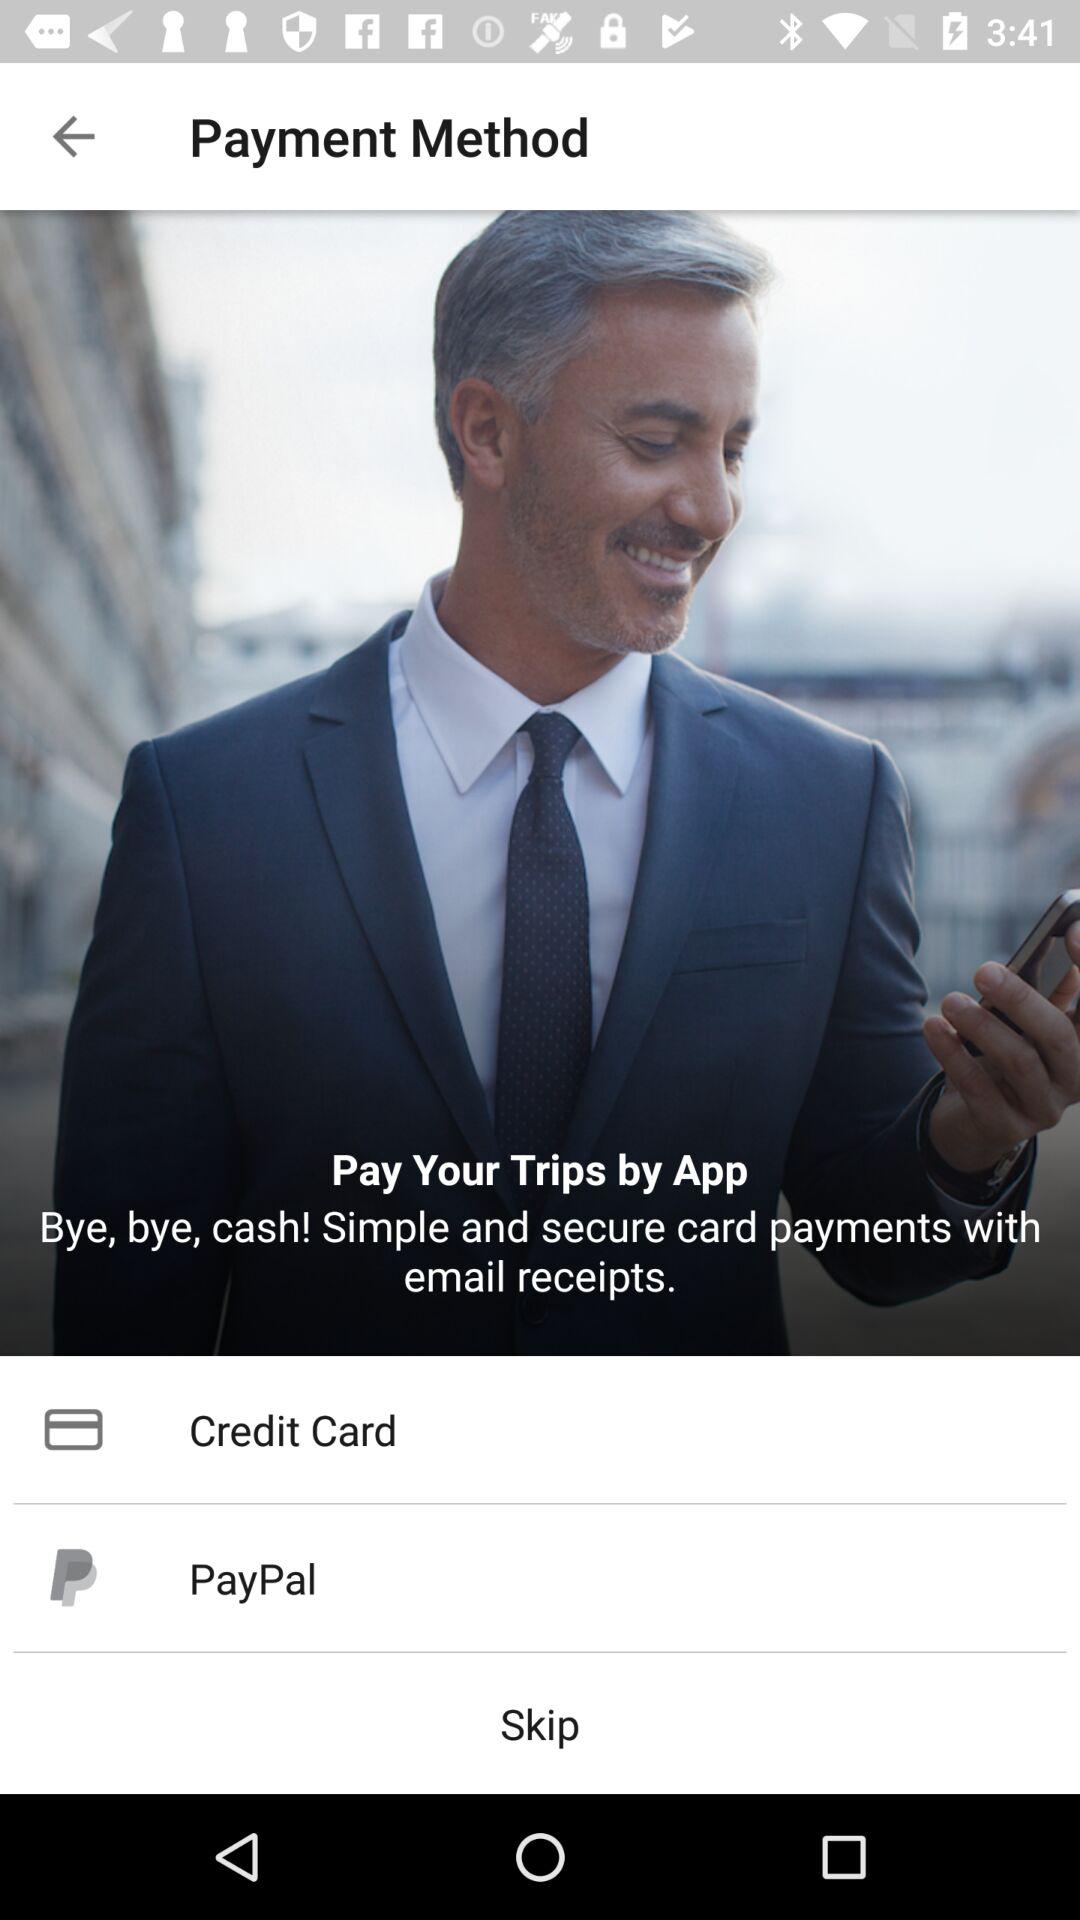 FAKE
3:41
Payment Method
Pay Your Trips by App
Bye, bye, cash! Simple and secure card payments with
email receipts.
Credit Card
PayPal
Skip